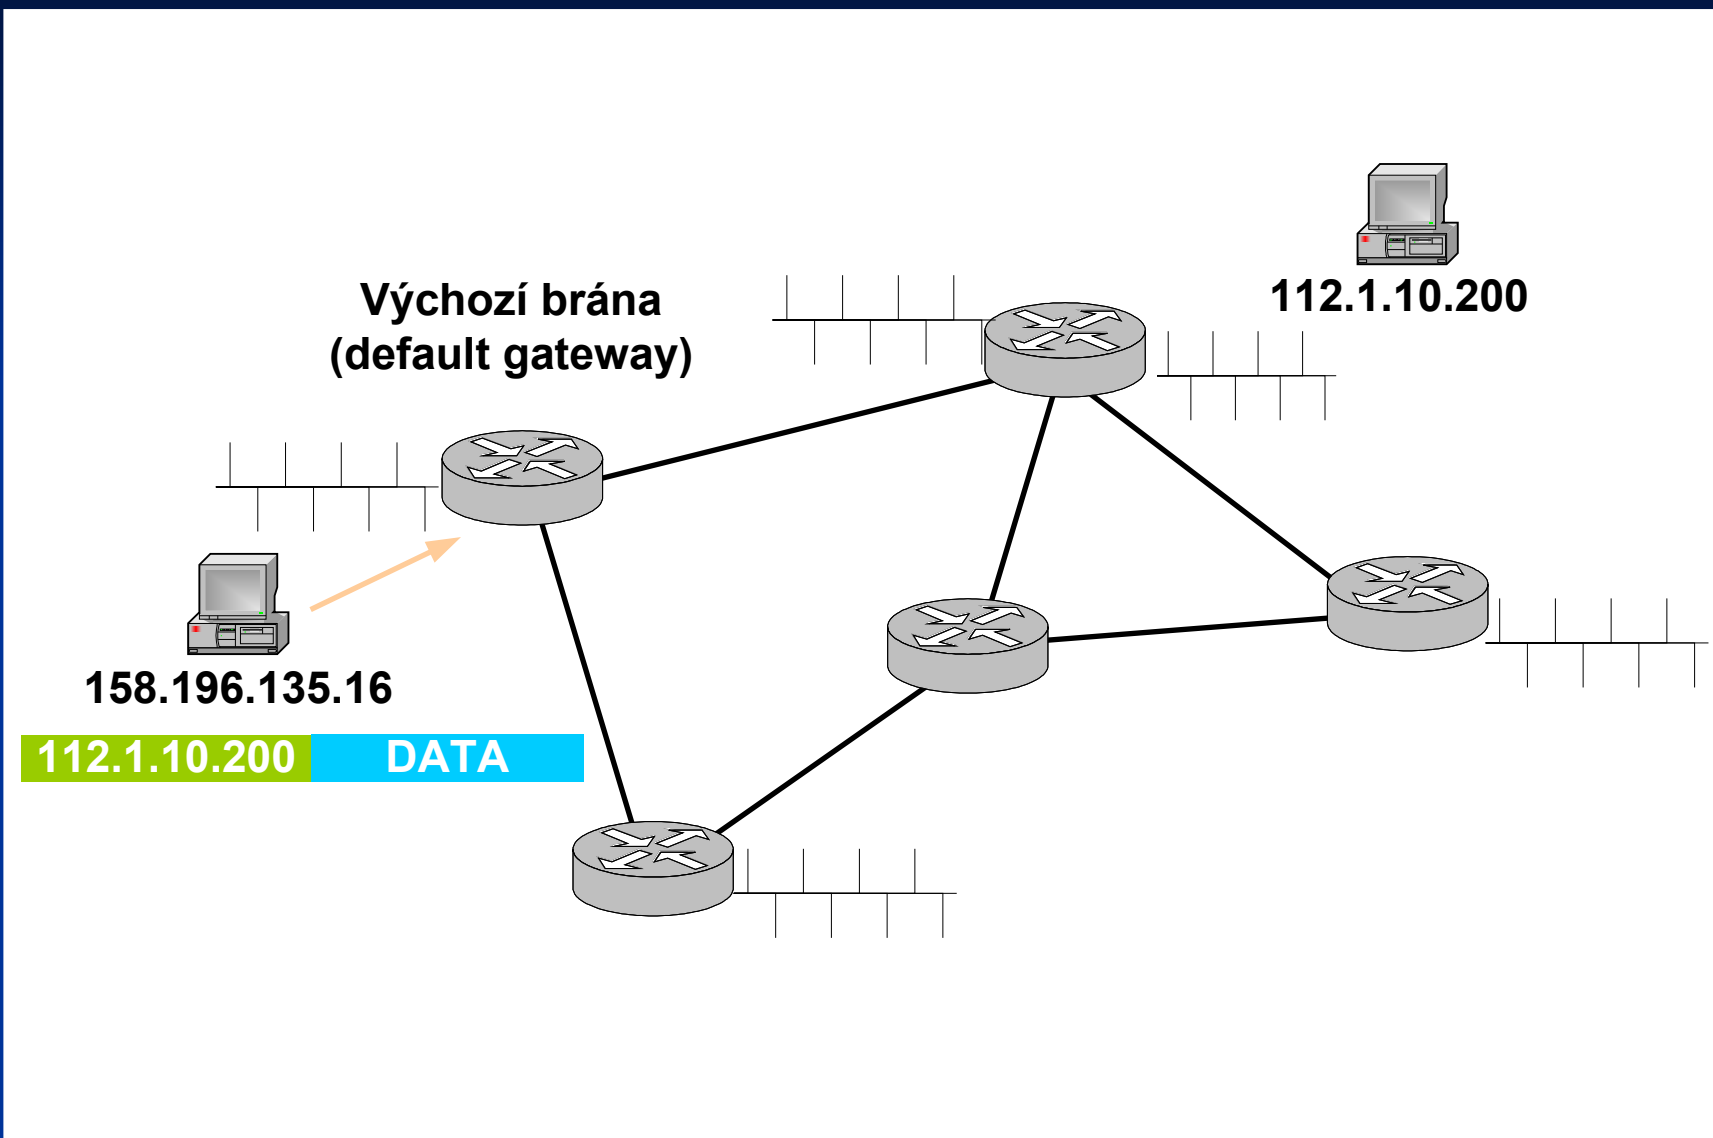 112.1.10.200
Výchozí brána
(default gateway)
158.196.135.16
112.1.10.200 DATA